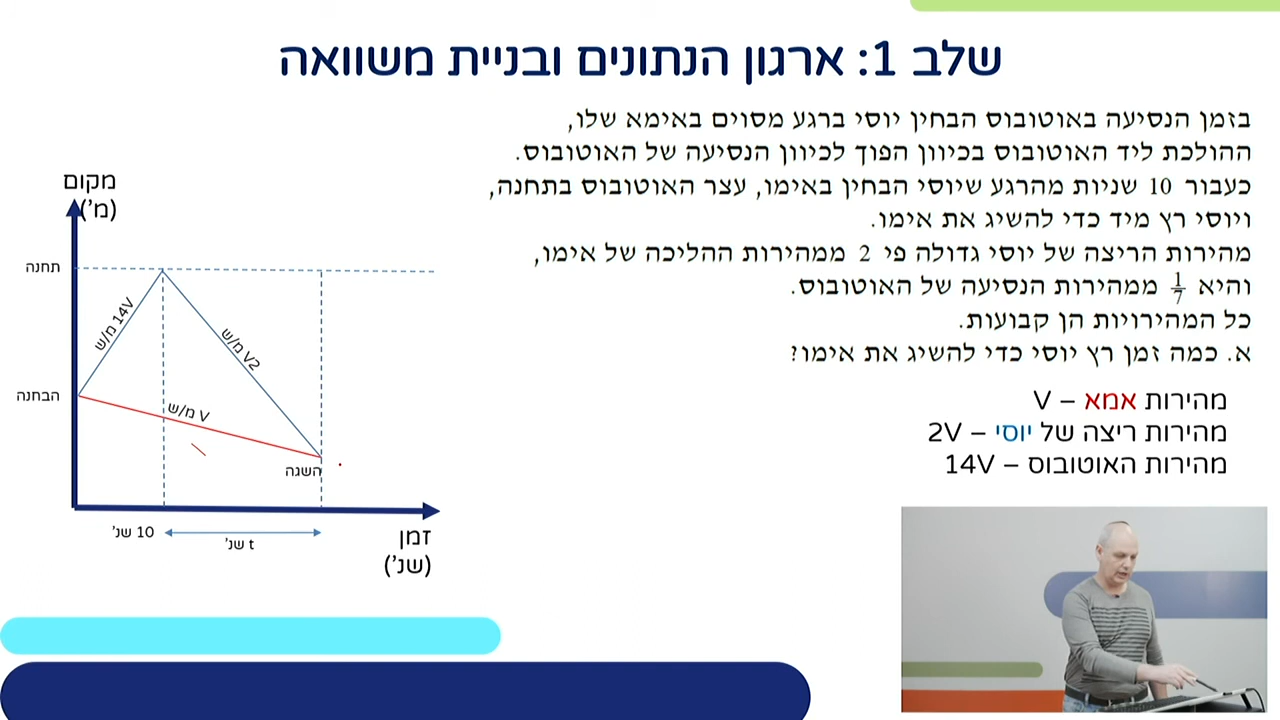 שלב 1: ארגון הנתונים ובניית משוואה
בזמן הנסיעה באוטובוס הבחין יוסי ברגע מסוים באימא שלו,
ההולכת ליד האוטובוס בכיוון הפוך לכיוון הנסיעה של האוטובוס.
כעבור 10 שניות מהרגע שיוסי הבחין באימו, עצר האוטובוס בתחנה,
ויוסי רץ מיד כדי להשיג את אימו.
מהירות הריצה של יוסי גדולה פי 2 ממהירות ההליכה של אימו,
והיא 1/7 ממהירות הנסיעה של האוטובוס.
כל המהירויות הן קבועות.
א. כמה זמן רץ יוסי כדי להשיג את אימו?
מהירות אמא – V
מהירות ריצה של יוסי – 2V
מהירות האוטובוס – 14V
מקום
(מ')
תחנה
14V מ/ש
V2 מ/ש
הבחנה
V מ/ש
השגה
10 שנ'
t שנ'
זמן
(שנ')